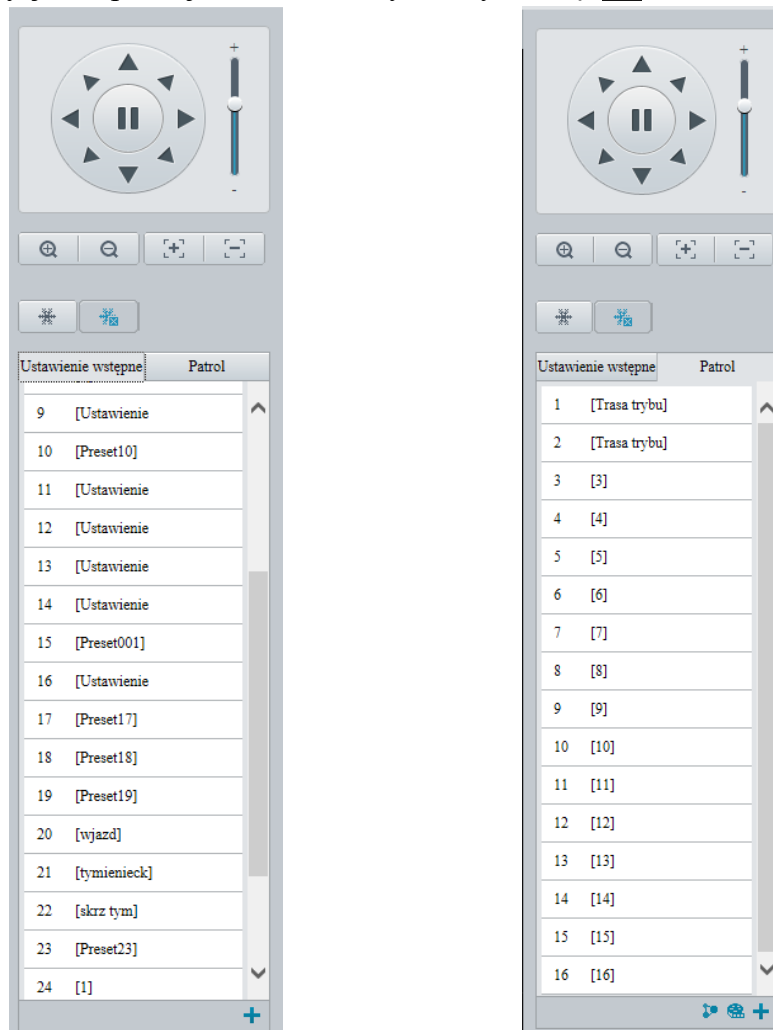 +
-
Ustawienie wstępne Patrol
9 [Ustawienie
10 [Preset10]
11 [Ustawienie
12 [Ustawienie
13 [Ustawienie
14 [Ustawienie
15 [Preset001]
16 [Ustawienie
17 [Preset17]
18 [Preset18]
19 [Preset19]
20 [wjazd]
21 [tymienieck]
22 [skrz tym]
23 [Preset23]
24 [1]
+
+
-
Ustawienie wstępne Patrol
1 [Trasa trybu]
2 [Trasa trybu]
3 [3]
4 [4]
5 [5]
6 [6]
7 [7]
8 [8]
9 [9]
10 [10]
11 [11]
12 [12]
13 [13]
14 [14]
15 [15]
16 [16]
+